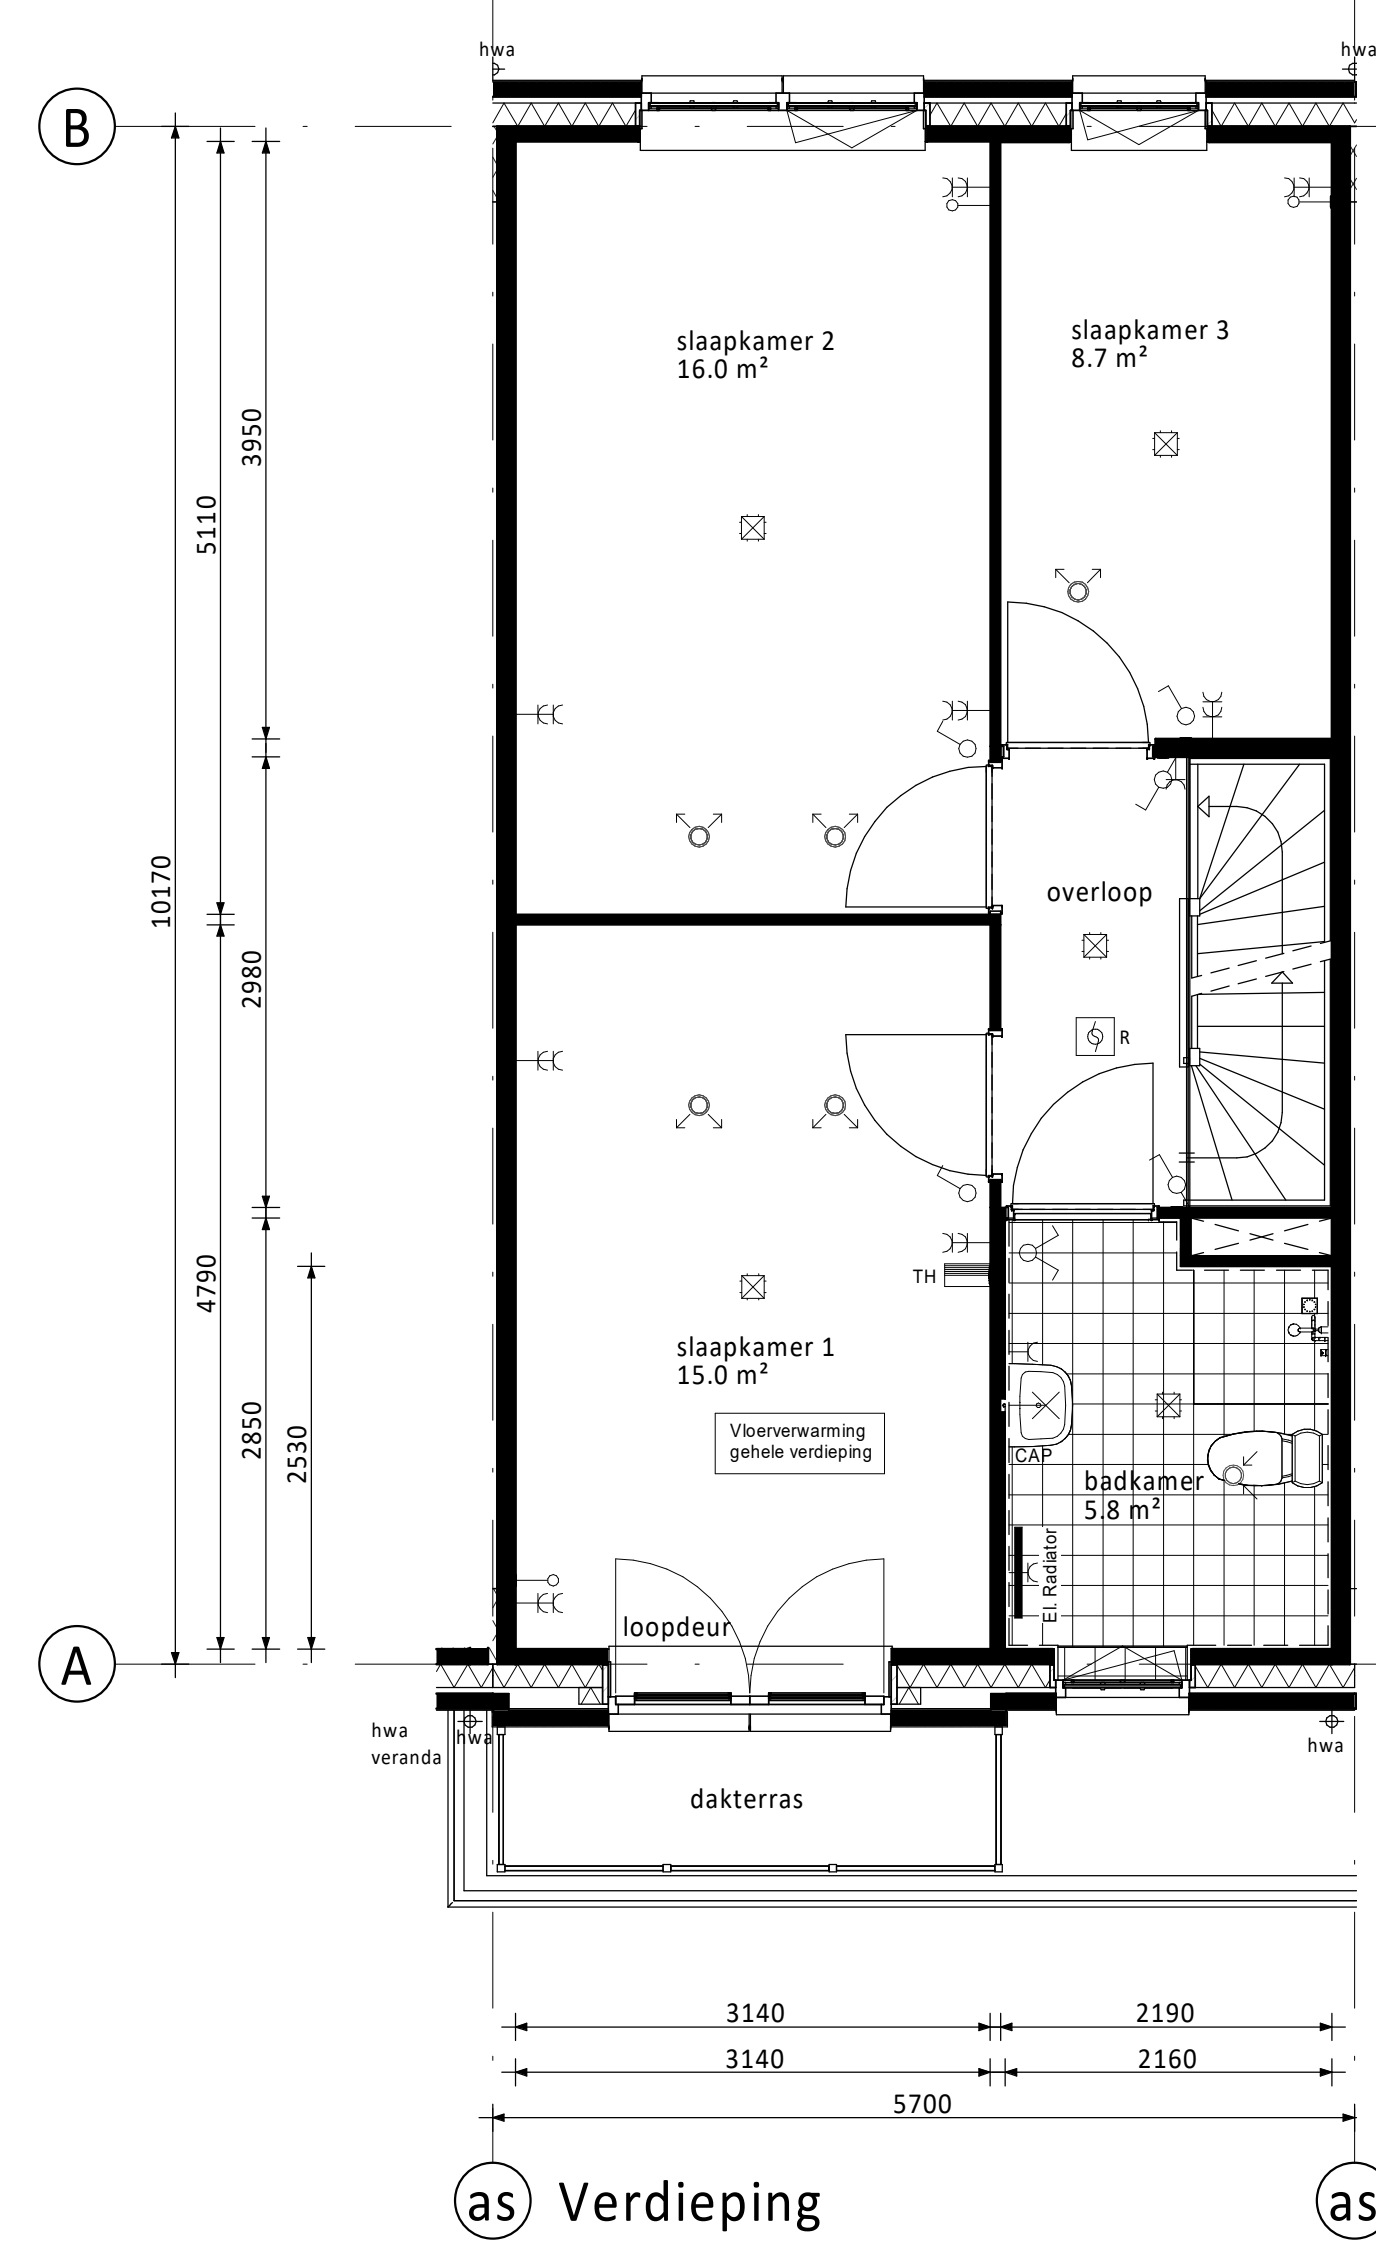 hwa
hwa
B
slaapkamer 2
16.0 m²
slaapkamer 3
8.7 m²
3950
5110
10170
2980
overloop
R
4790
TH
slaapkamer 1
15.0 m²
2850
2530
Vloerverwarming
gehele verdieping
CAP
badkamer
5.8 m²
El. Radiator
loopdeur
A
hwa
veranda
hwa
hwa
dakterras
3140
2190
3140
2160
5700
as
Verdieping
as